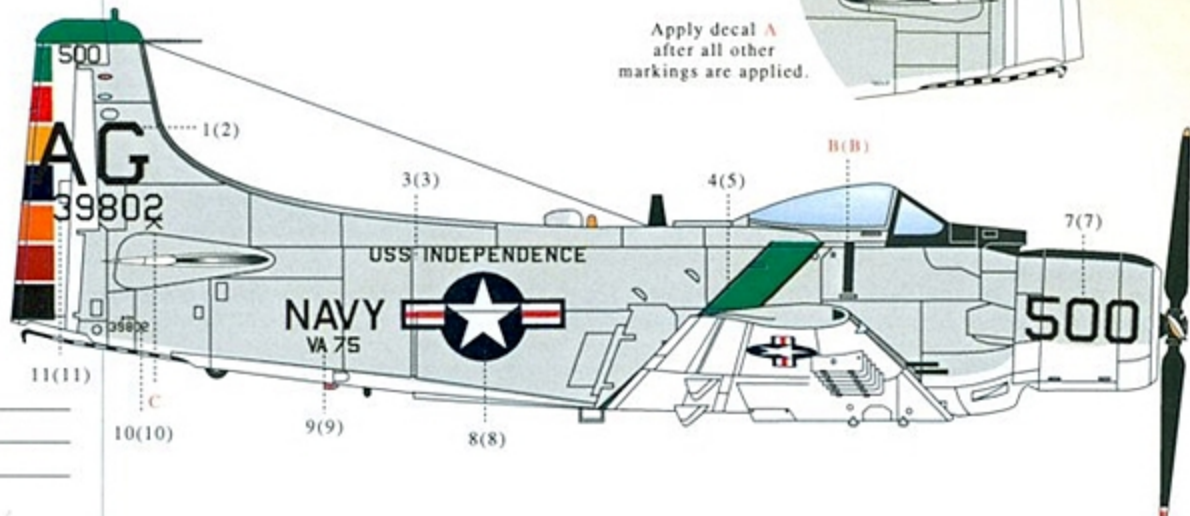 Apply decal A
after all other
markings are applied.
500
AG
1(2)
B(B)
3(3)
4(5)
39802
7(7)
USS INDEPENDENCE
NAVY
500
39802
VA 75
11(11)
C
10(10)
9(9)
8(8)